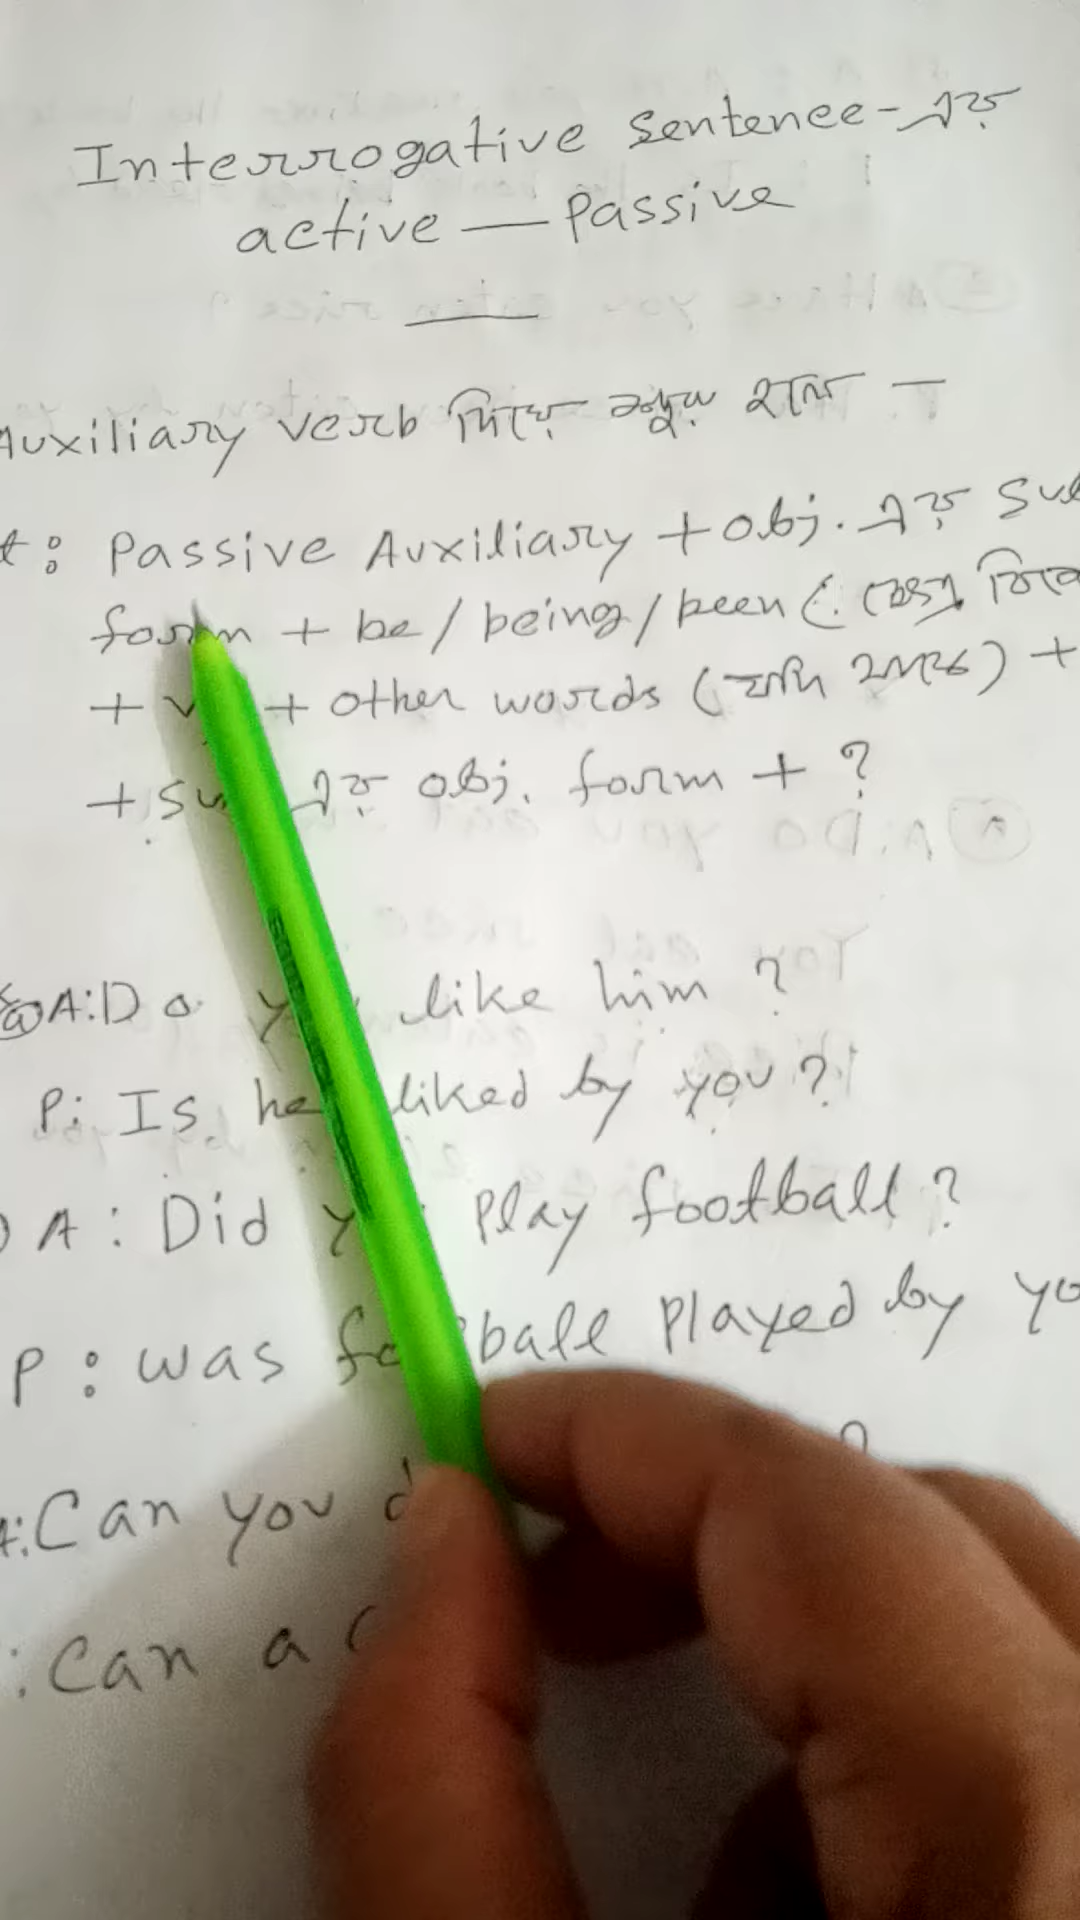 Interrogative sentence-এর
active — Passive
Auxiliary verb দিয়ে শুরু হলে —
: Passive Auxiliary + obj. এর Sub
form + be/being/been (
+ + other words (যদি থাকে) +
+ এর obj. form + ?
A: Do like him ?
P: Is he liked by you ?
A : Did Play football ?
P : was played by
Can you
: Can a